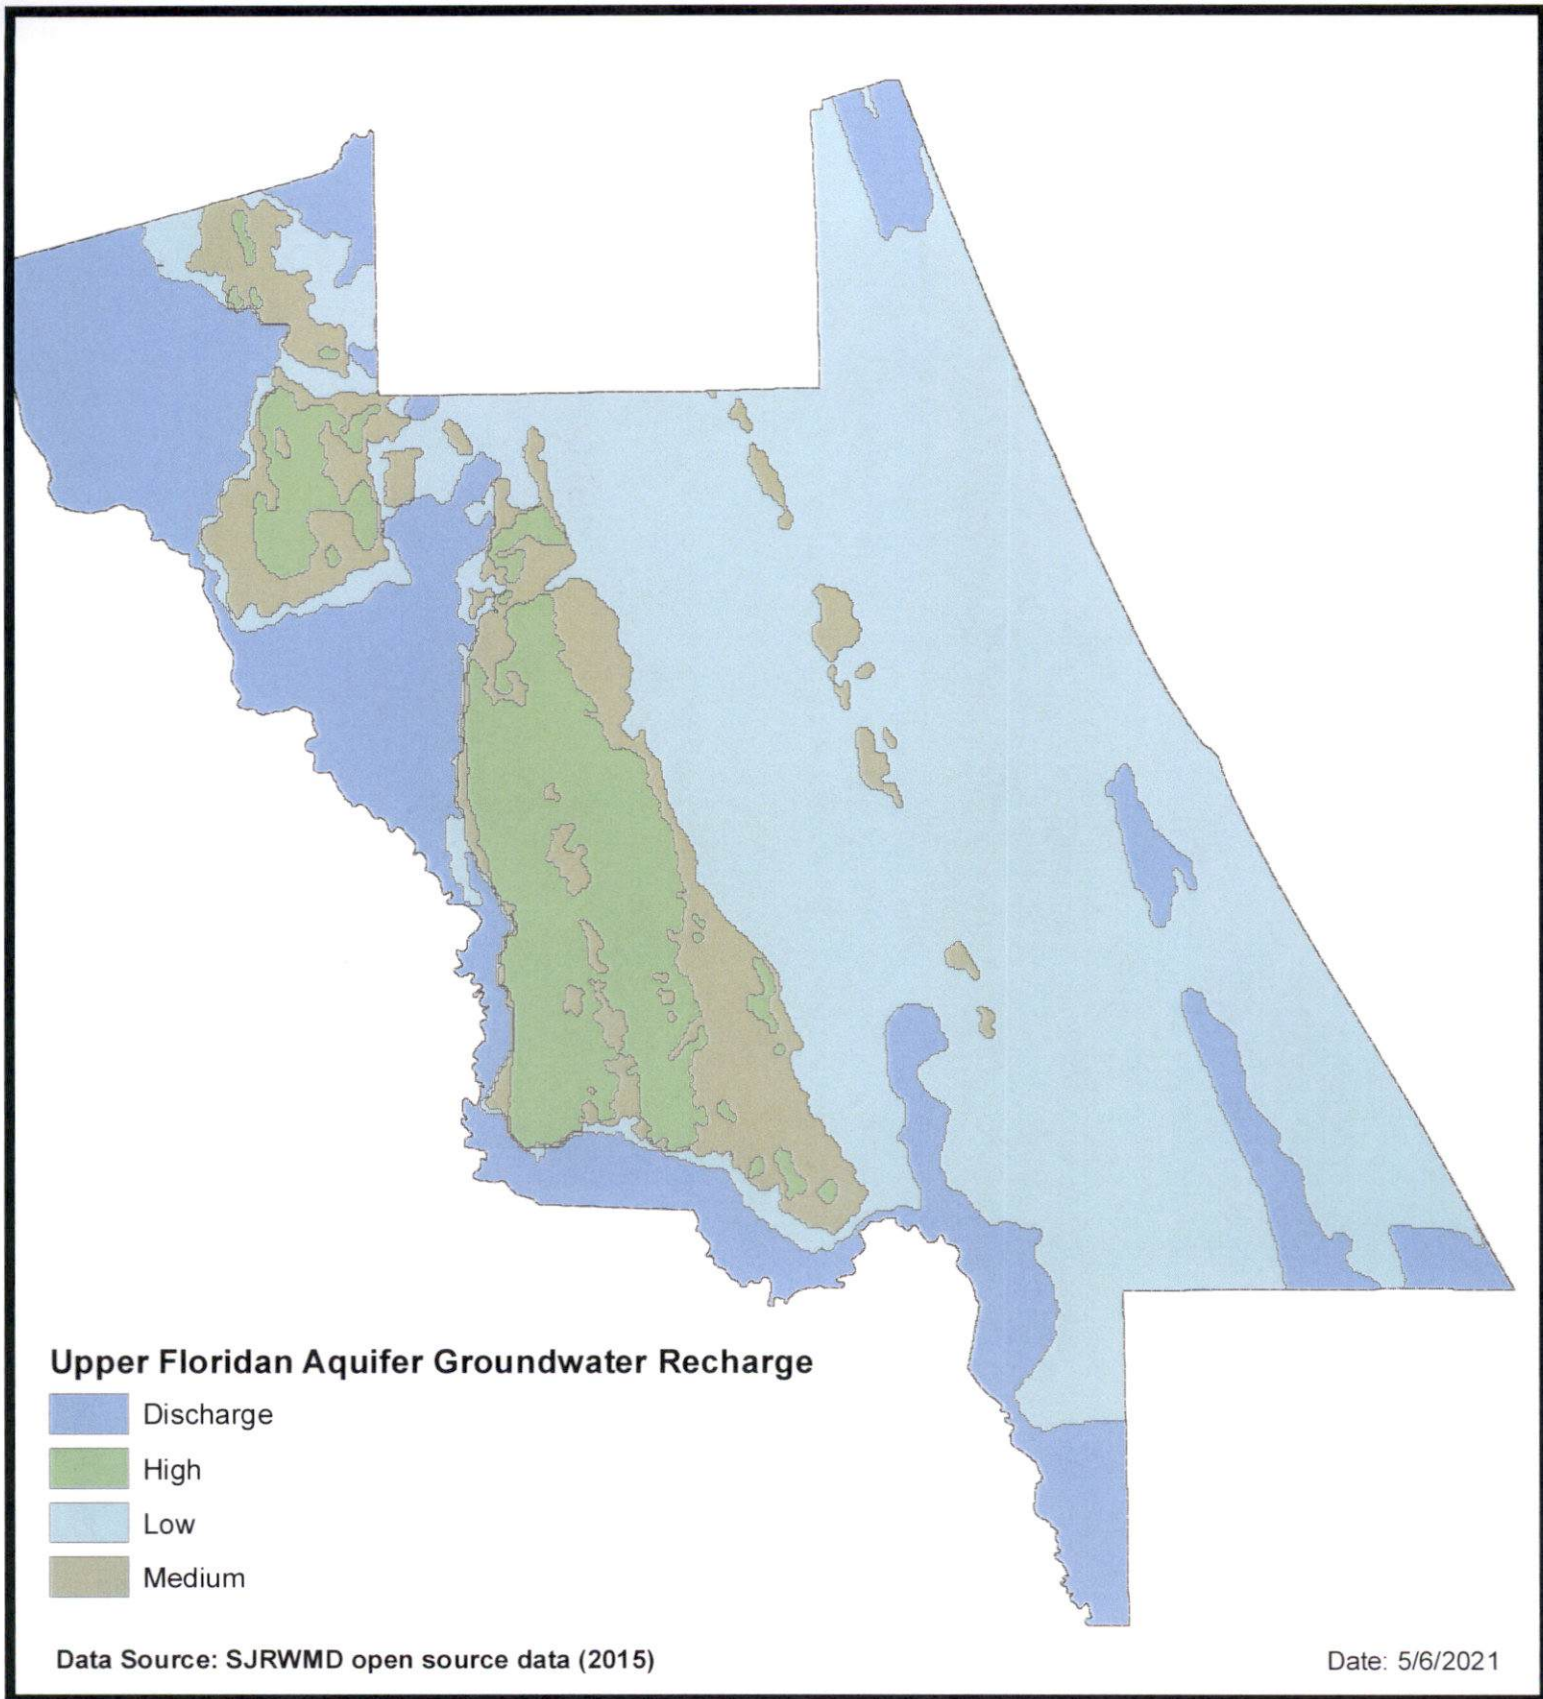 Upper Floridan Aquifer Groundwater Recharge
Discharge
High
Low
Medium
Data Source: SJRWMD open source data (2015)
Date: 5/6/2021